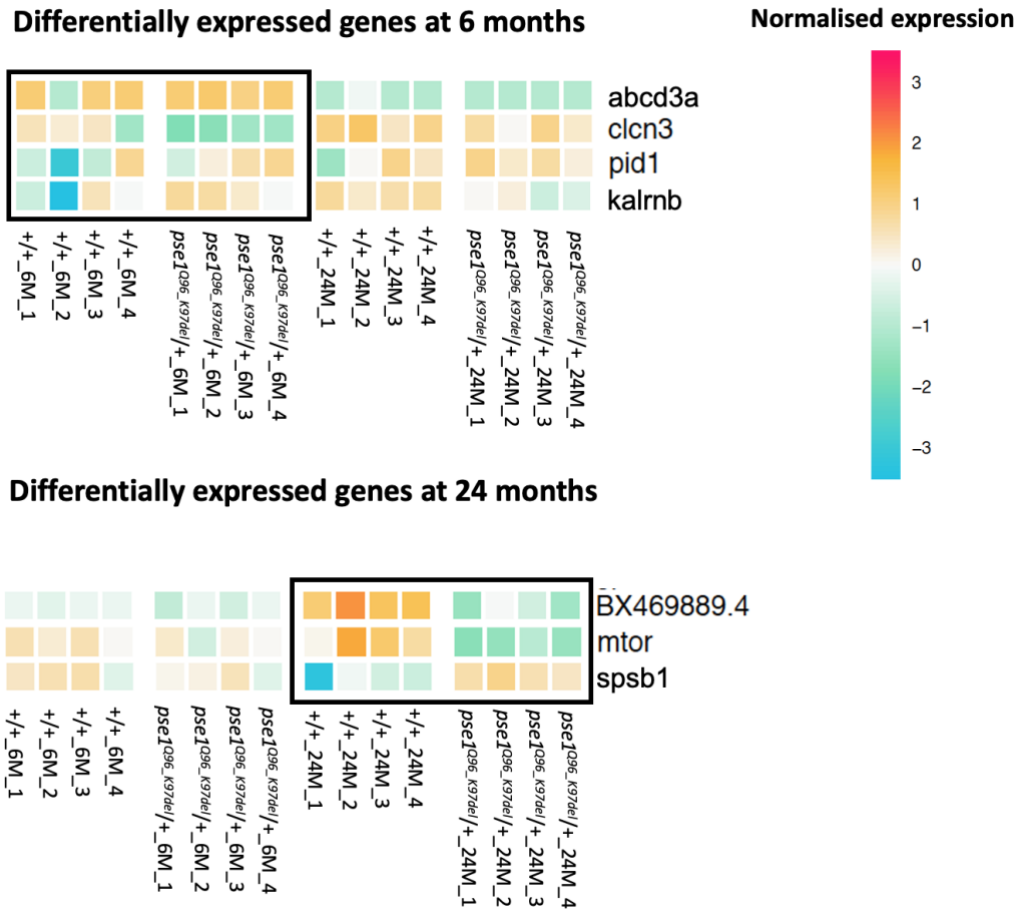 Differentially expressed genes at 6 months
Normalised expression
abcd3a
clcn3
pid1
kalrnb
3
2
1
0
−1
−2
−3
+/+_6M_1
+/+_6M_2
+/+_6M_3
+/+_6M_4
pse1Q96_K97del/+_6M_1
pse1Q96_K97del/+_6M_2
pse1Q96_K97del/+_6M_3
pse1Q96_K97del/+_6M_4
+/+_24M_1
+/+_24M_2
+/+_24M_3
+/+_24M_4
pse1Q96_K97del/+_24M_1
pse1Q96_K97del/+_24M_2
pse1Q96_K97del/+_24M_3
pse1Q96_K97del/+_24M_4
Differentially expressed genes at 24 months
BX469889.4
mtor
spsb1
+/+_6M_1
+/+_6M_2
+/+_6M_3
+/+_6M_4
pse1Q96_K97del/+_6M_1
pse1Q96_K97del/+_6M_2
pse1Q96_K97del/+_6M_3
pse1Q96_K97del/+_6M_4
+/+_24M_1
+/+_24M_2
+/+_24M_3
+/+_24M_4
pse1Q96_K97del/+_24M_1
pse1Q96_K97del/+_24M_2
pse1Q96_K97del/+_24M_3
pse1Q96_K97del/+_24M_4